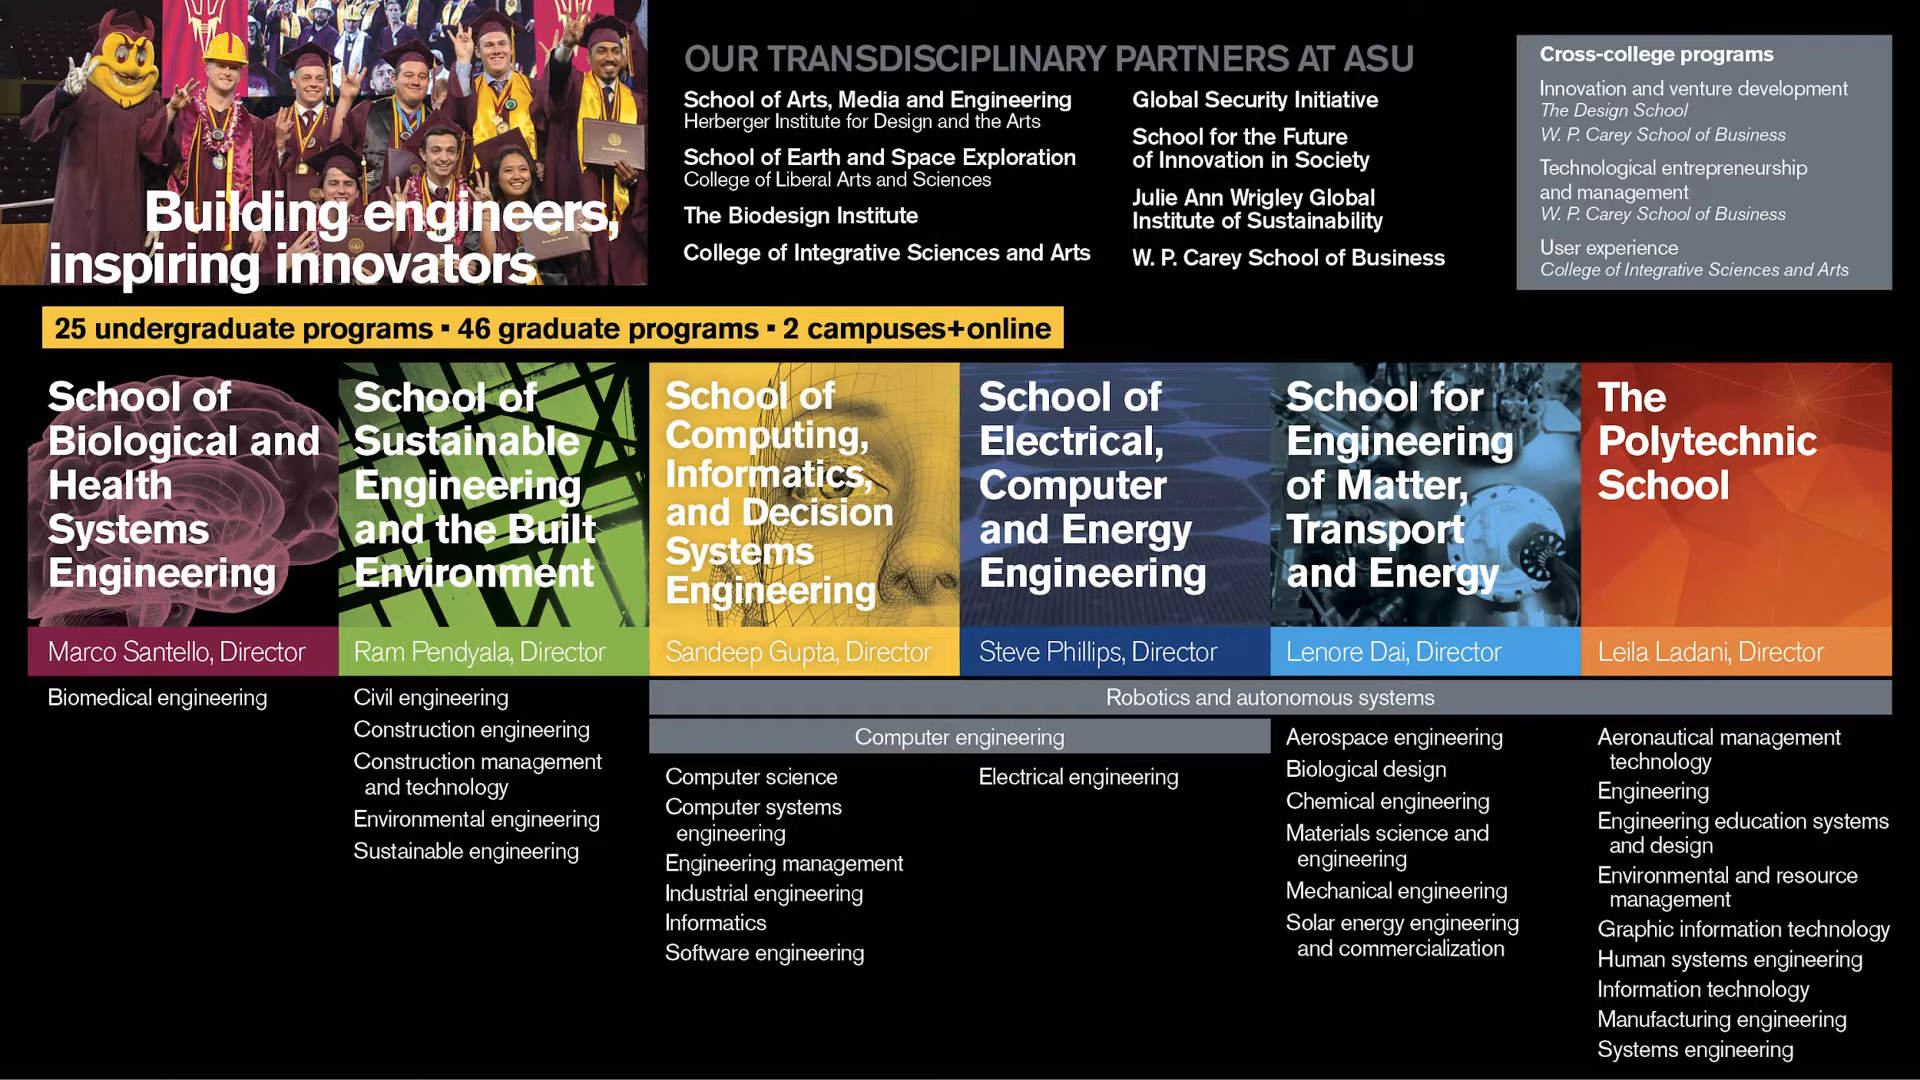 Building engineers,
inspiring innovators
OUR TRANSDISCIPLINARY PARTNERS AT ASU
School of Arts, Media and Engineering
Herberger Institute for Design and the Arts
School of Earth and Space Exploration
College of Liberal Arts and Sciences
The Biodesign Institute
College of Integrative Sciences and Arts
Global Security Initiative
School for the Future
of Innovation in Society
Julie Ann Wrigley Global
Institute of Sustainability
W. P. Carey School of Business
Cross-college programs
Innovation and venture development
The Design School
W. P. Carey School of Business
Technological entrepreneurship
and management
W. P. Carey School of Business
User experience
College of Integrative Sciences and Arts
25 undergraduate programs ▪ 46 graduate programs ▪ 2 campuses+online
School of
Biological and
Health
Systems
Engineering
Marco Santello, Director
Biomedical engineering
School of
Sustainable
Engineering
and the Built
Environment
Ram Pendyala, Director
Civil engineering
Construction engineering
Construction management
and technology
Environmental engineering
Sustainable engineering
School of
Computing,
Informatics,
and Decision
Systems
Engineering
Sandeep Gupta, Director
School of
Electrical,
Computer
and Energy
Engineering
Steve Phillips, Director
School for
Engineering
of Matter,
Transport
and Energy
Lenore Dai, Director
The
Polytechnic
School
Leila Ladani, Director
Robotics and autonomous systems
Computer engineering
Computer science
Computer systems
engineering
Engineering management
Industrial engineering
Informatics
Software engineering
Electrical engineering
Aerospace engineering
Biological design
Chemical engineering
Materials science and
engineering
Mechanical engineering
Solar energy engineering
and commercialization
Aeronautical management
technology
Engineering
Engineering education systems
and design
Environmental and resource
management
Graphic information technology
Human systems engineering
Information technology
Manufacturing engineering
Systems engineering